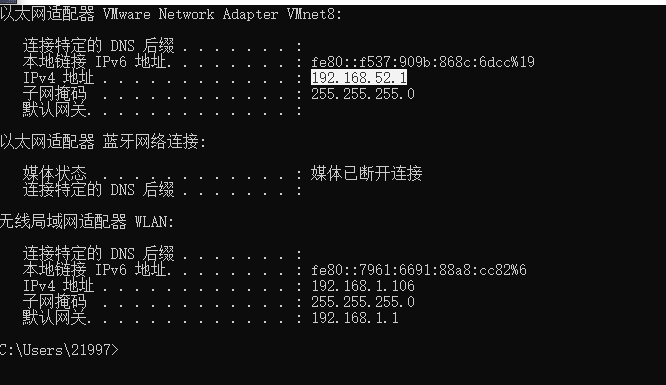 以太网适配器 VMware Network Adapter VMnet8:
连接特定的 DNS 后缀 . . . . . . . :
本地链接 IPv6 地址. . . . . . . . : fe80::f537:909b:868c:6dcc%19
IPv4 地址 . . . . . . . . . . . . : 192.168.52.1
子网掩码  . . . . . . . . . . . . : 255.255.255.0
默认网关. . . . . . . . . . . . . :
以太网适配器 蓝牙网络连接:
媒体状态  . . . . . . . . . . . . : 媒体已断开连接
连接特定的 DNS 后缀 . . . . . . . :
无线局域网适配器 WLAN:
连接特定的 DNS 后缀 . . . . . . . :
本地链接 IPv6 地址. . . . . . . . : fe80::7961:6691:88a8:cc82%6
IPv4 地址 . . . . . . . . . . . . : 192.168.1.106
子网掩码  . . . . . . . . . . . . : 255.255.255.0
默认网关. . . . . . . . . . . . . : 192.168.1.1
C:\Users\21997>